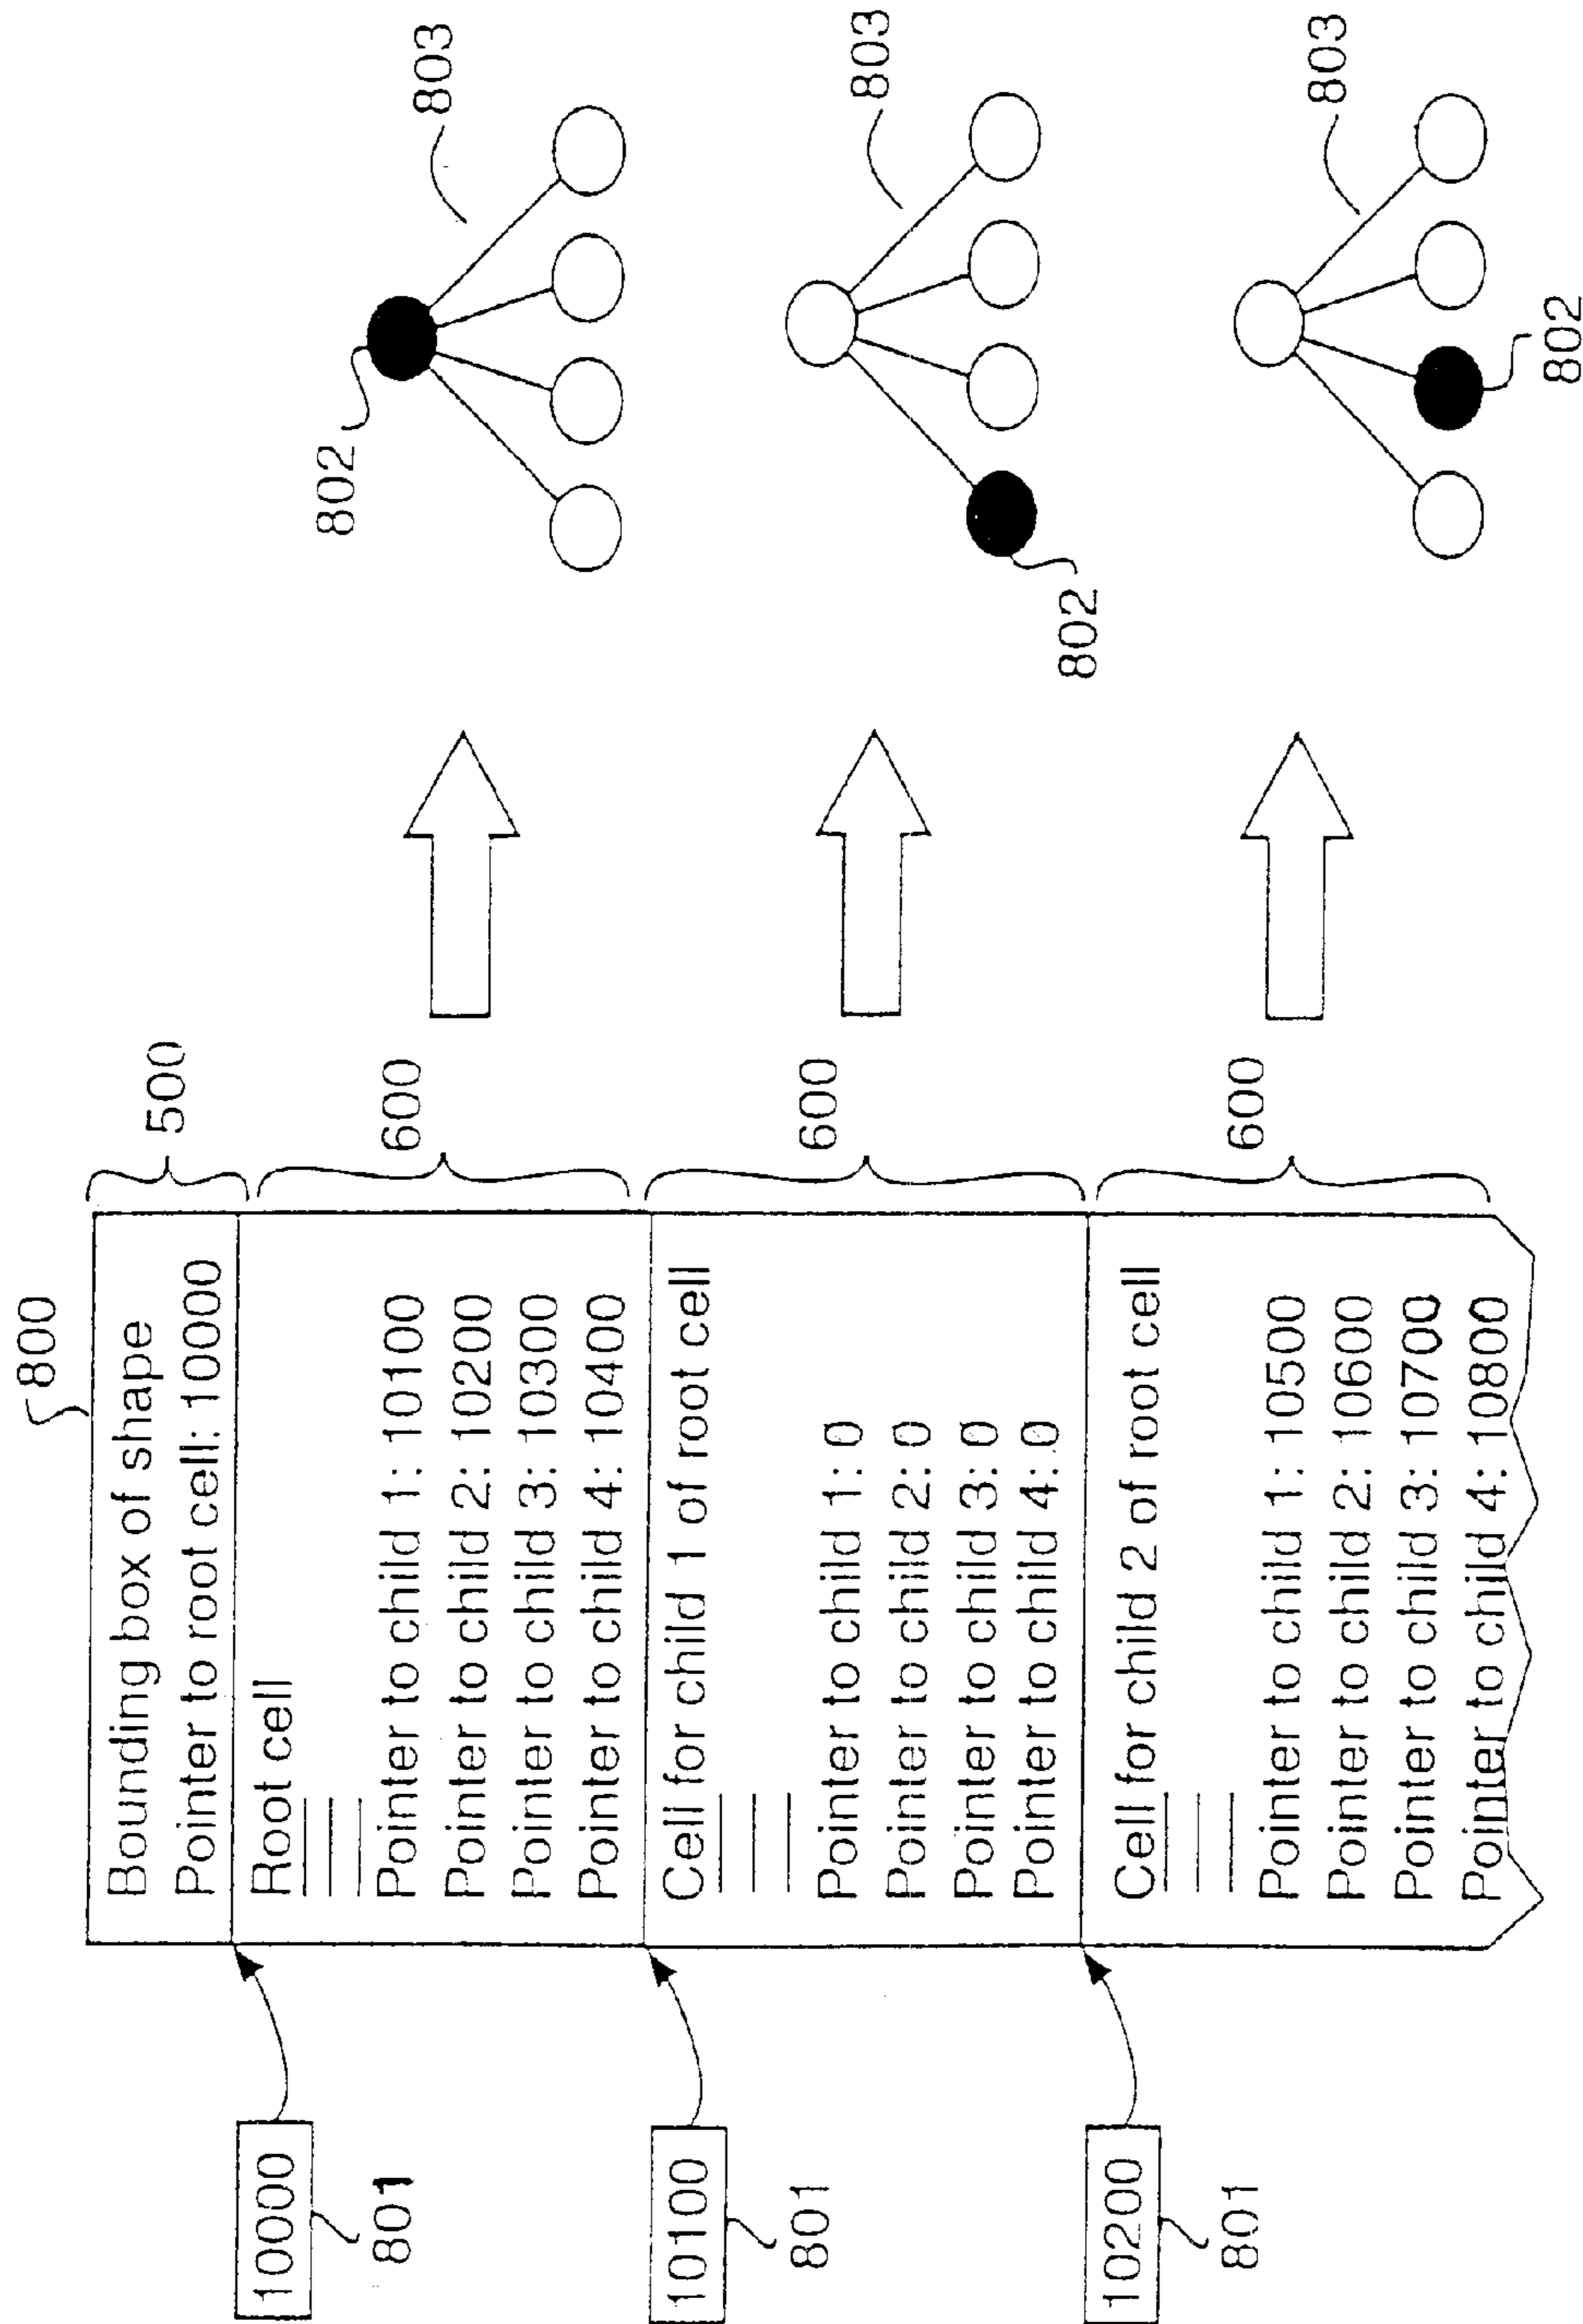 800
Bounding box of shape
Pointer to root cell: 10000
500
10000
801
Root cell
Pointer to child 1: 10100
Pointer to child 2: 10200
Pointer to child 3: 10300
Pointer to child 4: 10400
600
802
803
10100
801
Cell for child 1 of root cell
Pointer to child 1: 0
Pointer to child 2: 0
Pointer to child 3: 0
Pointer to child 4: 0
600
802
803
10200
801
Cell for child 2 of root cell
Pointer to child 1: 10500
Pointer to child 2: 10600
Pointer to child 3: 10700
Pointer to child 4: 10800
600
802
803